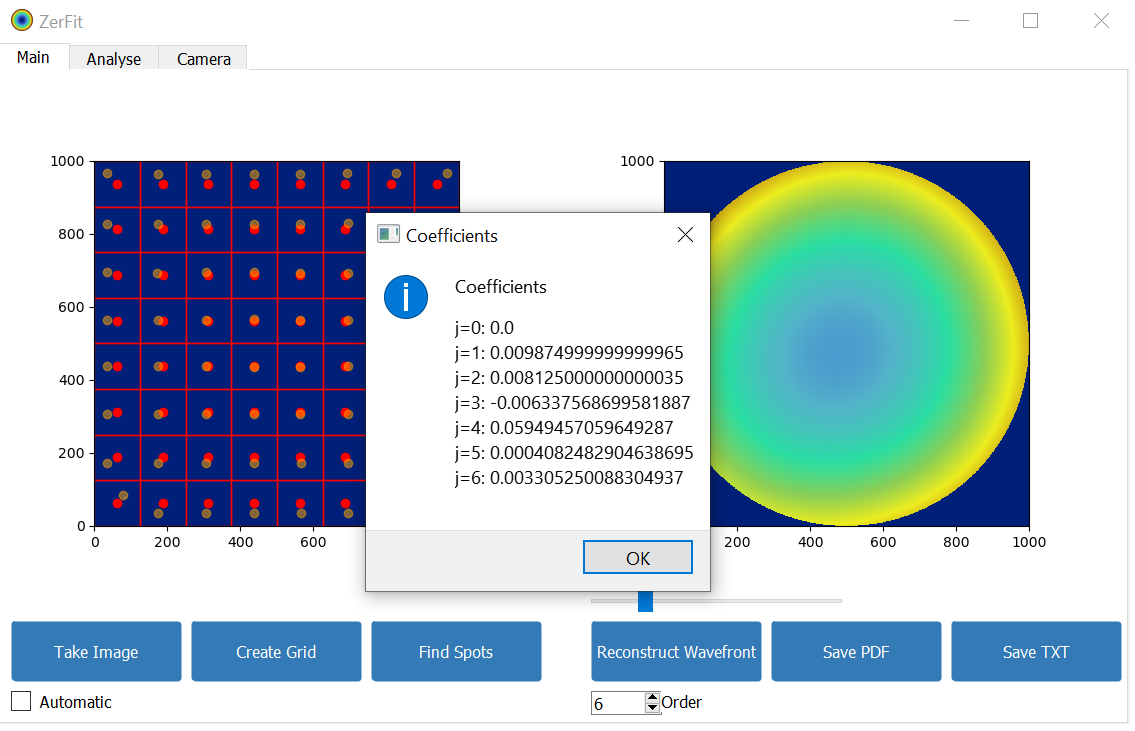 ZerFit
Main Analyse Camera
1000
800
600
400
200
0
0 200 400 600
1000
200 400 600 800 1000
Coefficients
Coefficients
j=0: 0.0
j=1: 0.009874999999999965
j=2: 0.008125000000000035
j=3: -0.006337568699581887
j=4: 0.05949457059649287
j=5: 0.0004082482904638695
j=6: 0.003305250088304937
OK
Take Image Create Grid Find Spots Reconstruct Wavefront Save PDF Save TXT
Automatic
6 Order